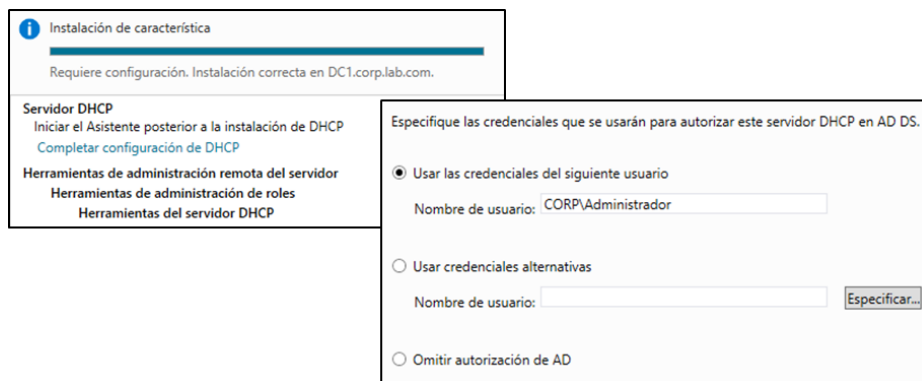 Instalación de característica
Requiere configuración. Instalación correcta en DC1.corp.lab.com.
Servidor DHCP
Iniciar el Asistente posterior a la instalación de DHCP
Completar configuración de DHCP
Herramientas de administración remota del servidor
Herramientas de administración de roles
Herramientas del servidor DHCP
Especifique las credenciales que se usarán para autorizar este servidor DHCP en AD DS.
Usar las credenciales del siguiente usuario
Nombre de usuario: CORP\Administrador
Usar credenciales alternativas
Nombre de usuario: Especificar...
Omitir autorización de AD